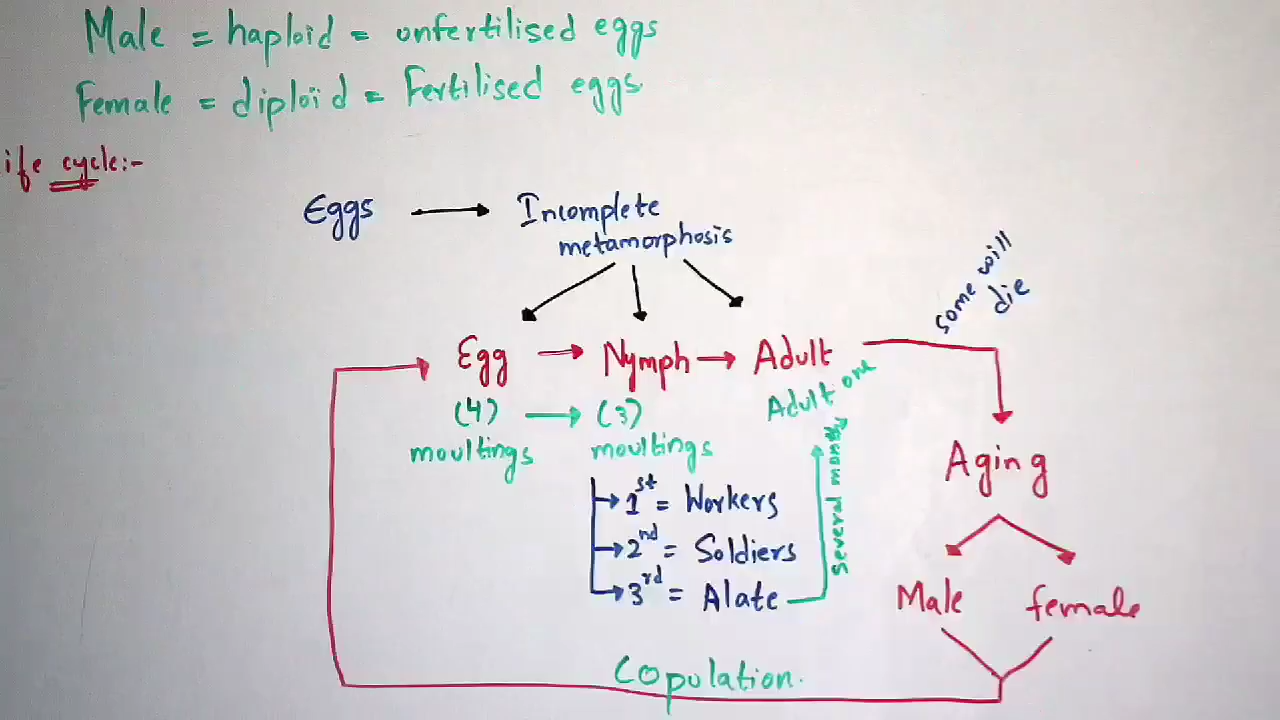 Male = haploid = unfertilised eggs
Female = diploid = Fertilised eggs.
ife cycle:-
Eggs → Incomplete
metamorphosis
some will
die
Egg → Nymph → Adult
(4) → (3)
Adult one
moultings
moultings
Several months
1st = Workers
2nd = Soldiers
3rd = Alate
Aging
Male
female
Copulation.